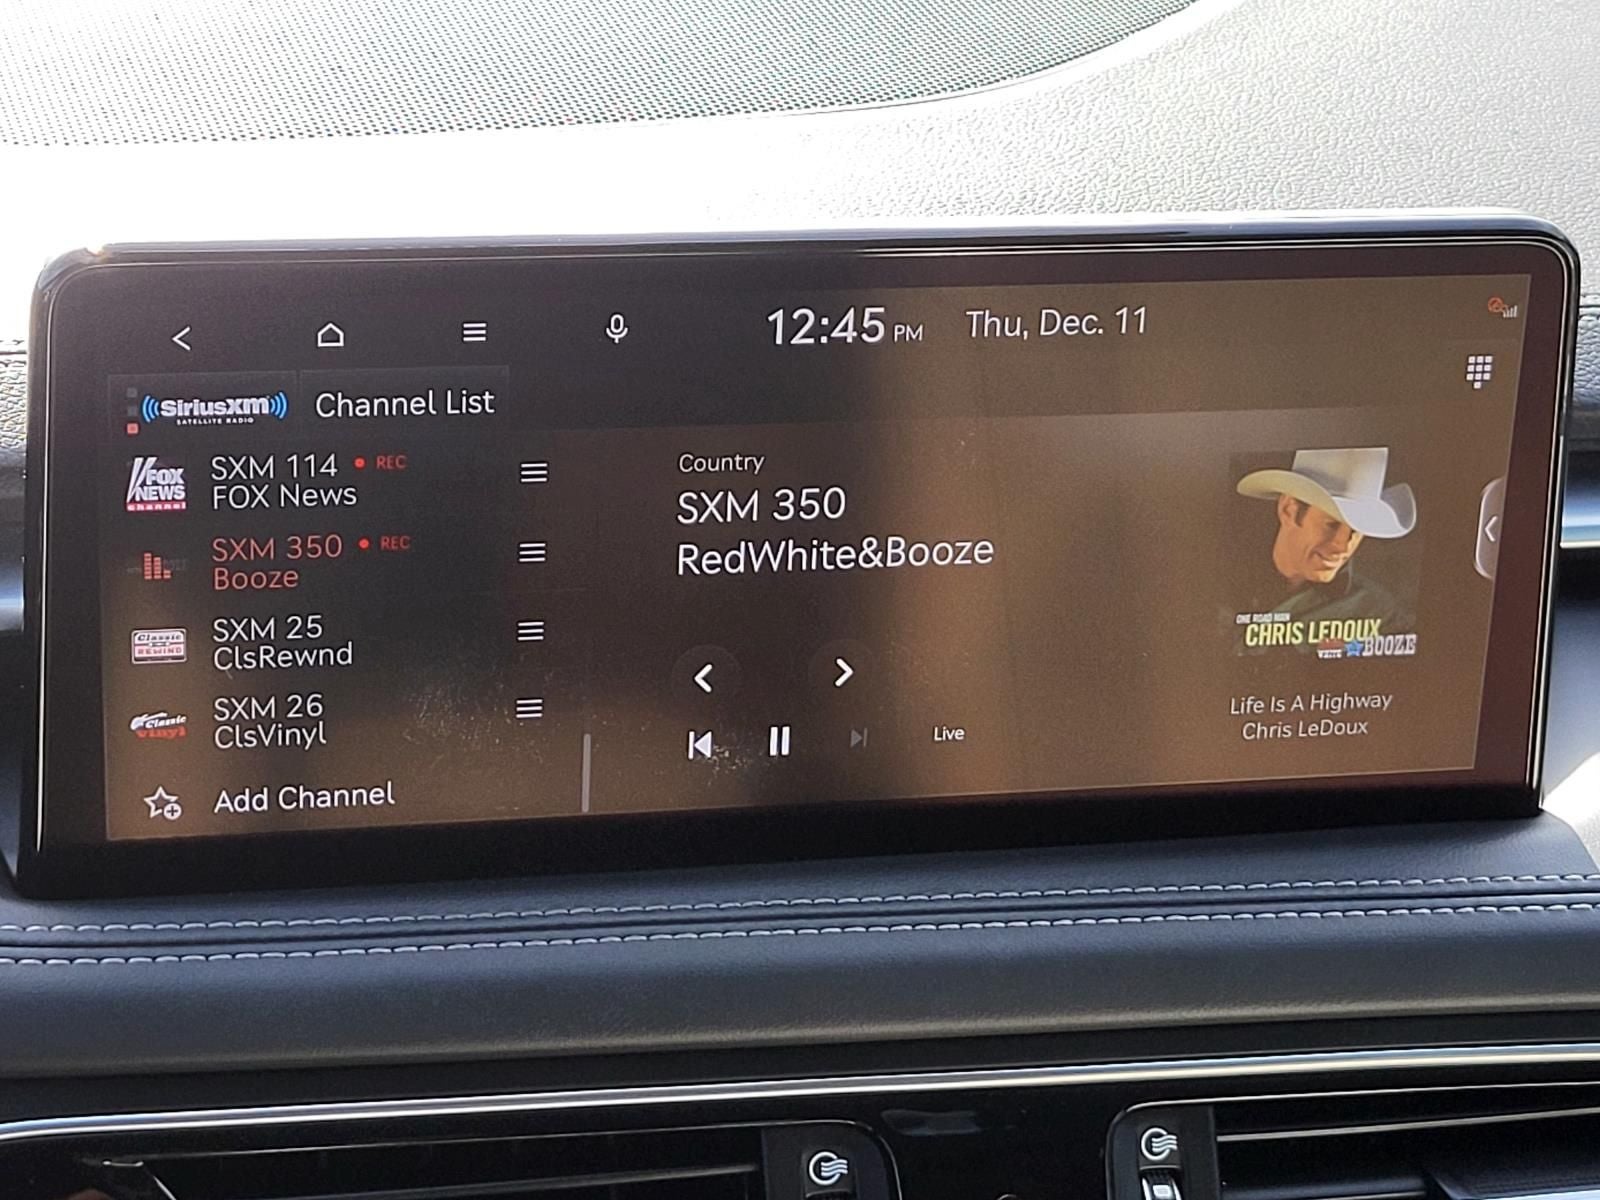 12:45 PM Thu, Dec. 11
SiriusXM
SATELLITE RADIO
Channel List
FOX
NEWS
channel
SXM 114 • REC
FOX News
SXM 350 • REC
Booze
Classic
REWIND
SXM 25
ClsRewnd
Classic
Vinyl
SXM 26
ClsVinyl
Add Channel
Country
SXM 350
RedWhite&Booze
Live
ONE ROAD MAN
CHRIS LEDOUX
WHITE
BOOZE
Life Is A Highway
Chris LeDoux